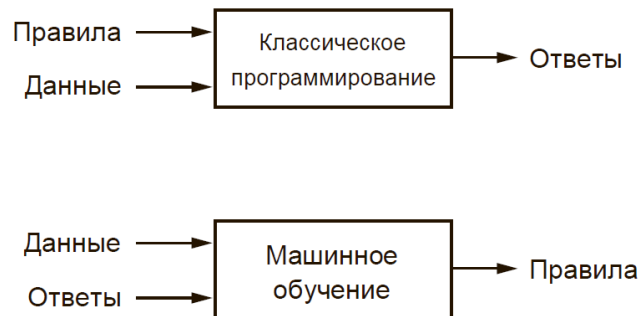 Правила
Данные
Классическое
программирование
Ответы
Данные
Ответы
Машинное
обучение
Правила